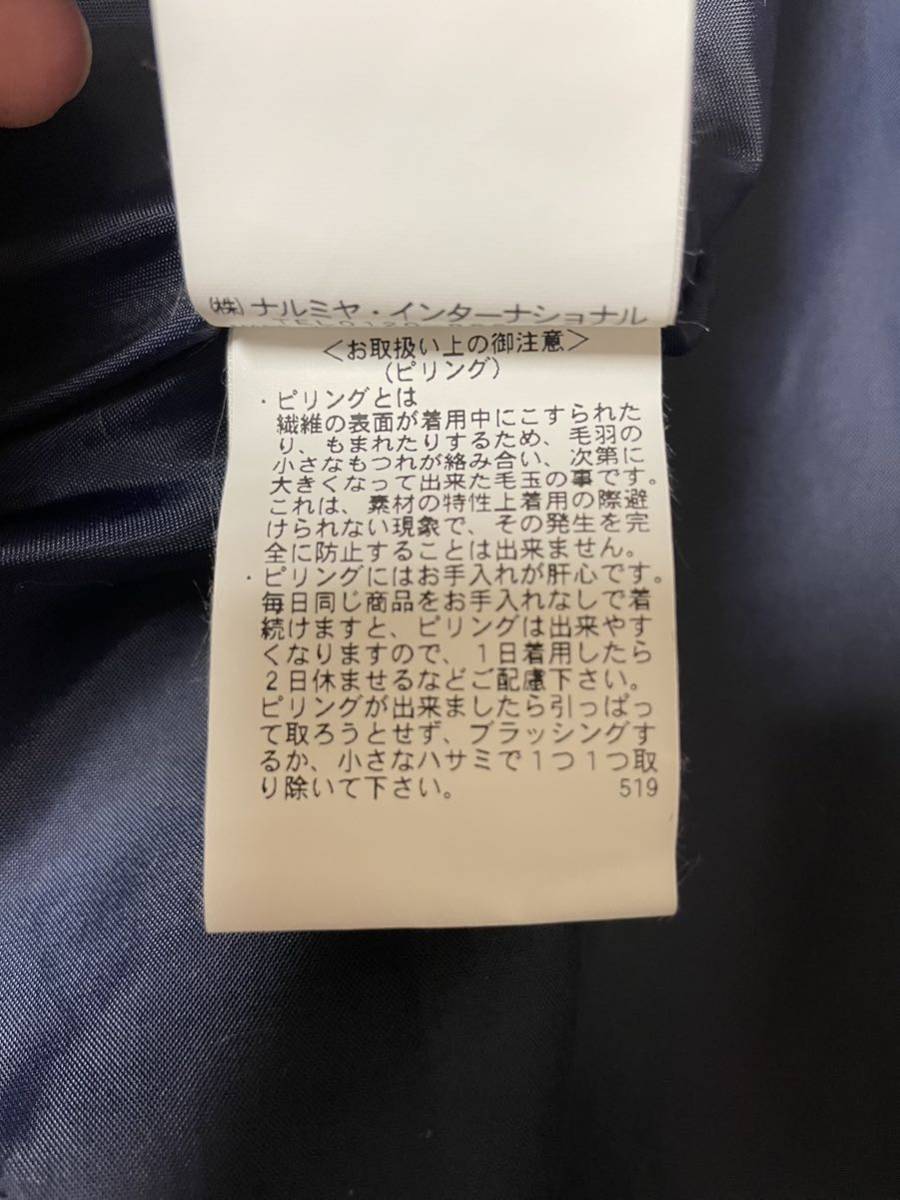 (株)ナルミヤ・インターナショナル
TEL0120
＜お取扱い上の御注意＞
(ピリング)
・ピリングとは
繊維の表面が着用中にこすられた
り、もまれたりするため、毛羽の
小さなもつれが絡み合い、次第に
大きくなって出来た毛玉の事です。
これは、素材の特性上着用の際避
けられない現象で、その発生を完
全に防止することは出来ません。
・ピリングにはお手入れが肝心です。
毎日同じ商品をお手入れなしで着
続けますと、ピリングは出来やす
くなりますので、１日着用したら
２日休ませるなどご配慮下さい。
ピリングが出来ましたら引っぱっ
て取ろうとせず、ブラッシングす
るか、小さなハサミで１つ１つ取
り除いて下さい。 519